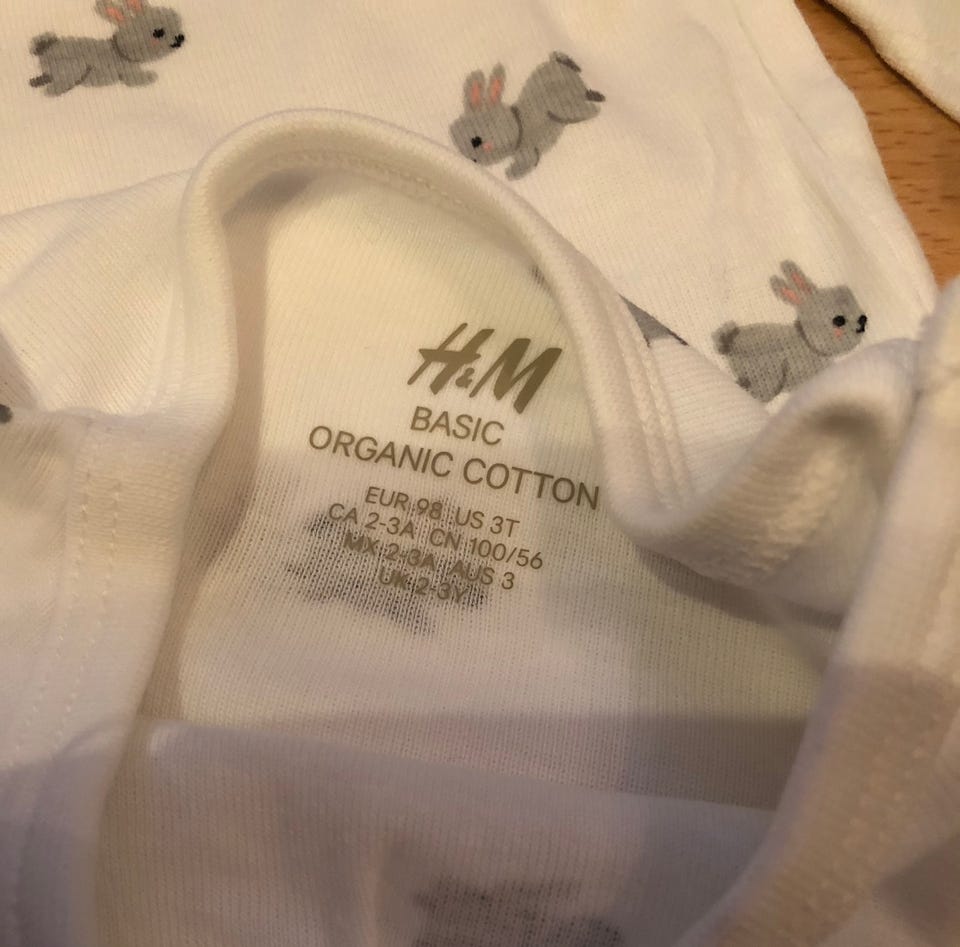 H&M
BASIC
ORGANIC COTTON
EUR 98 US 3T
CA 2-3A CN 100/56
MX 2-3A AUS 3
UK 2-3Y